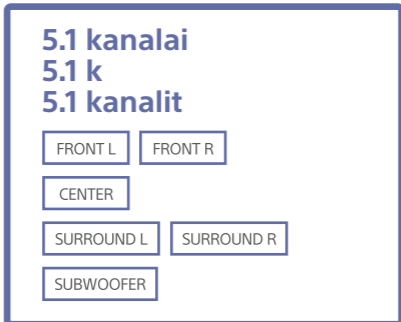 5.1 kanalai
5.1 k
5.1 kanalit
FRONT L FRONT R
CENTER
SURROUND L SURROUND R
SUBWOOFER